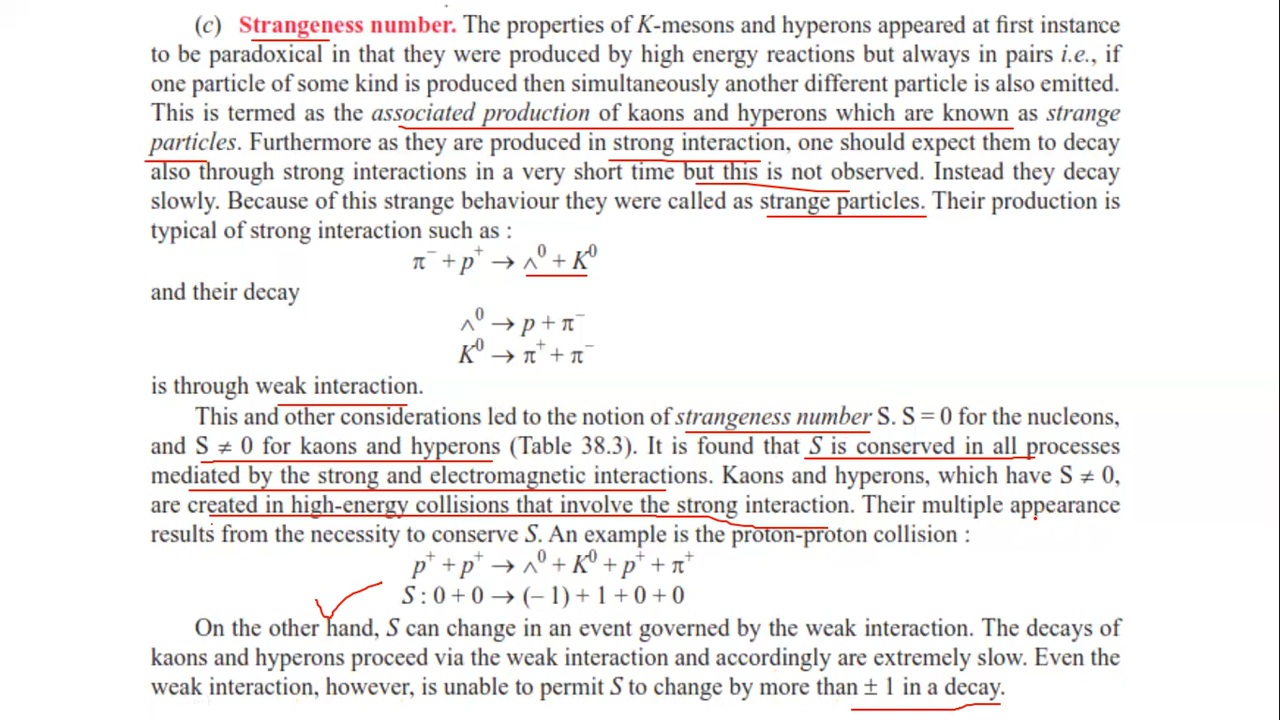 (c) Strangeness number. The properties of K-mesons and hyperons appeared at first instance
to be paradoxical in that they were produced by high energy reactions but always in pairs i.e., if
one particle of some kind is produced then simultaneously another different particle is also emitted.
This is termed as the associated production of kaons and hyperons which are known as strange
particles. Furthermore as they are produced in strong interaction, one should expect them to decay
also through strong interactions in a very short time but this is not observed. Instead they decay
slowly. Because of this strange behaviour they were called as strange particles. Their production is
typical of strong interaction such as :
π⁻ + p⁺ → ∧⁰ + K⁰
and their decay
∧⁰ → p + π⁻
K⁰ → π⁺ + π⁻
is through weak interaction.
This and other considerations led to the notion of strangeness number S. S = 0 for the nucleons,
and S ≠ 0 for kaons and hyperons (Table 38.3). It is found that S is conserved in all processes
mediated by the strong and electromagnetic interactions. Kaons and hyperons, which have S ≠ 0,
are created in high-energy collisions that involve the strong interaction. Their multiple appearance
results from the necessity to conserve S. An example is the proton-proton collision :
p⁺ + p⁺ → ∧⁰ + K⁰ + p⁺ + π⁺
S : 0 + 0 → (– 1) + 1 + 0 + 0
On the other hand, S can change in an event governed by the weak interaction. The decays of
kaons and hyperons proceed via the weak interaction and accordingly are extremely slow. Even the
weak interaction, however, is unable to permit S to change by more than ± 1 in a decay.